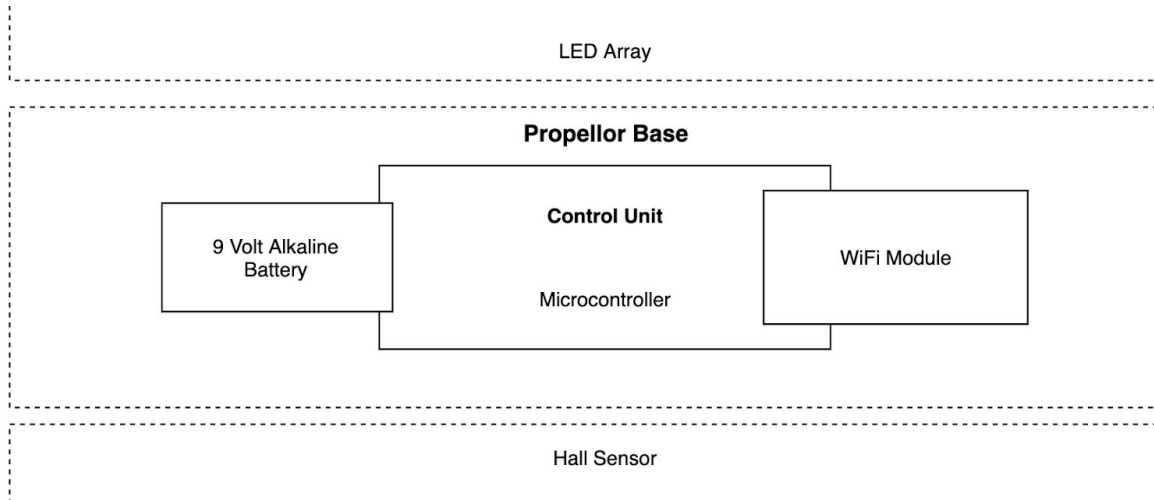 LED Array
Propellor Base
Control Unit
9 Volt Alkaline
Battery
WiFi Module
Microcontroller
Hall Sensor